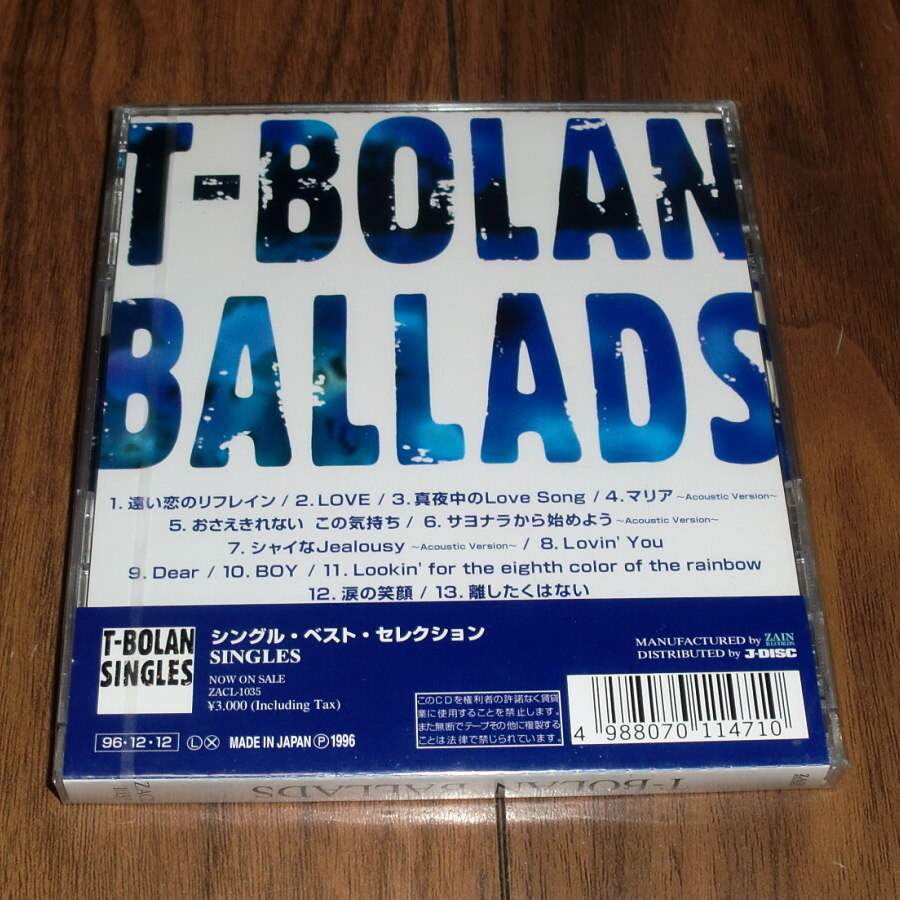 T-BOLAN
BALLADS
1. 遠い恋のリフレイン / 2. LOVE / 3. 真夜中のLove Song / 4. マリア ～Acoustic Version～
5. おさえきれない この気持ち / 6. サヨナラから始めよう ～Acoustic Version～
7. シャイなJealousy ～Acoustic Version～ / 8. Lovin' You
9. Dear / 10. BOY / 11. Lookin' for the eighth color of the rainbow
12. 涙の笑顔 / 13. 離したくはない
T-BOLAN
SINGLES
シングル・ベスト・セレクション
SINGLES
NOW ON SALE
ZACL-1035
¥3,000 (Including Tax)
96・12・12 Ⓛ Ⓧ MADE IN JAPAN Ⓟ 1996
このCDを権利者の許諾なく賃貸
業に使用することを禁止します。
また無断でテープその他に複製する
ことは法律で禁じられています。
MANUFACTURED by ZAIN RECORDS
DISTRIBUTED by J-DISC
4 988070 114710
T-BOLAN BALLADS